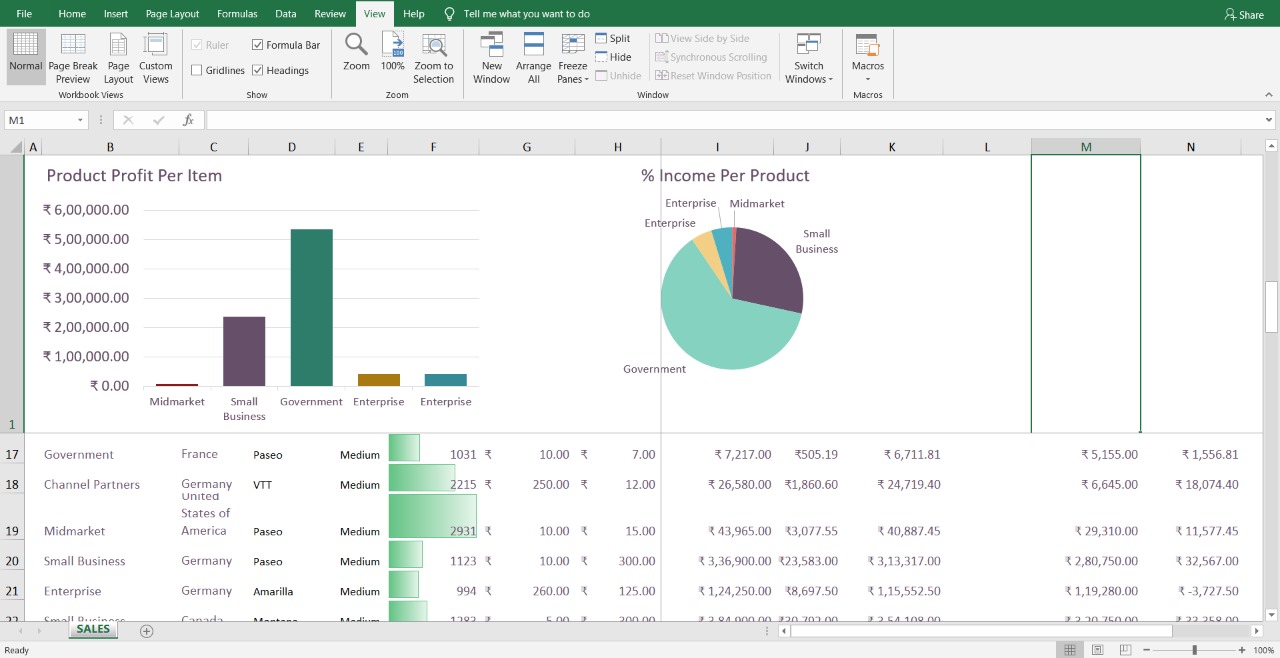 File Home Insert Page Layout Formulas Data Review View Help Tell me what you want to do Share
Normal Page Break Preview Page Layout Custom Views Workbook Views
Ruler Formula Bar Gridlines Headings Show
Zoom 100% Zoom to Selection Zoom
New Window Arrange All Freeze Panes Split Hide Unhide View Side by Side Synchronous Scrolling Reset Window Position Switch Windows Window
Macros Macros
M1 fx
A B C D E F G H I J K L M N
Product Profit Per Item
₹ 6,00,000.00
₹ 5,00,000.00
₹ 4,00,000.00
₹ 3,00,000.00
₹ 2,00,000.00
₹ 1,00,000.00
₹ 0.00
Midmarket Small Business Government Enterprise Enterprise
% Income Per Product
Enterprise Midmarket
Enterprise
Small Business
Government
1
17 Government France Paseo Medium 1031 ₹ 10.00 ₹ 7.00 ₹ 7,217.00 ₹505.19 ₹ 6,711.81 ₹ 5,155.00 ₹ 1,556.81
18 Channel Partners Germany VTT Medium 2215 ₹ 250.00 ₹ 12.00 ₹ 26,580.00 ₹1,860.60 ₹ 24,719.40 ₹ 6,645.00 ₹ 18,074.40
19 Midmarket United States of America Paseo Medium 2931 ₹ 10.00 ₹ 15.00 ₹ 43,965.00 ₹3,077.55 ₹ 40,887.45 ₹ 29,310.00 ₹ 11,577.45
20 Small Business Germany Paseo Medium 1123 ₹ 10.00 ₹ 300.00 ₹ 3,36,900.00 ₹23,583.00 ₹ 3,13,317.00 ₹ 2,80,750.00 ₹ 32,567.00
21 Enterprise Germany Amarilla Medium 994 ₹ 260.00 ₹ 125.00 ₹ 1,24,250.00 ₹8,697.50 ₹ 1,15,552.50 ₹ 1,19,280.00 ₹ -3,727.50
22 Small Business Canada Montana Medium
SALES
Ready 100%